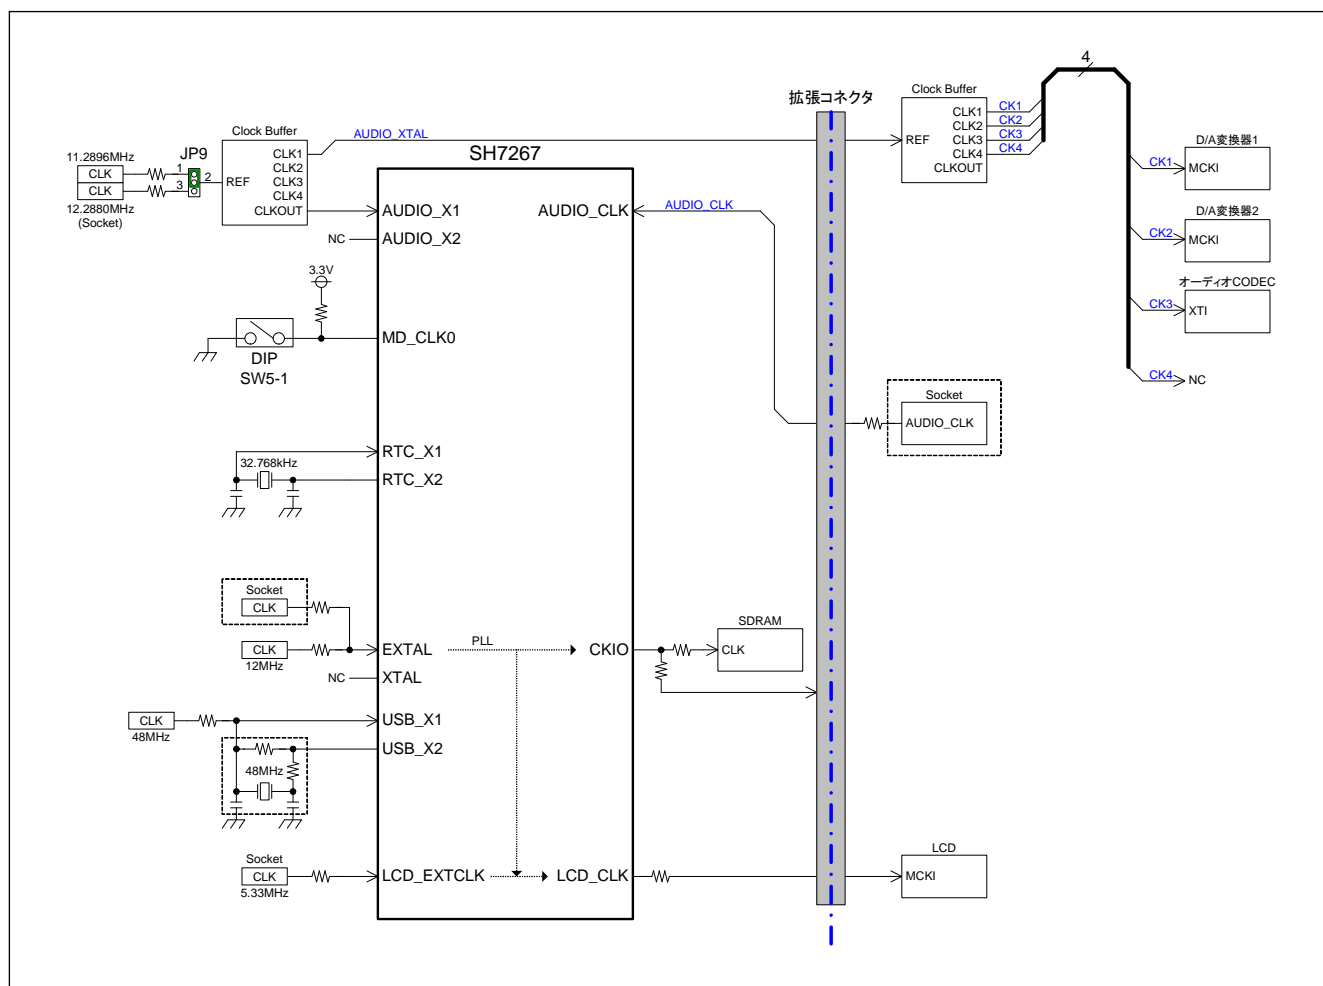 4
拡張コネクタ
Clock Buffer
CLK1
CLK2
CLK3
CLK4
CLKOUT
REF
CK1
CK2
CK3
CK4
Clock Buffer
AUDIO_XTAL
D/A変換器1
11.2896MHz
JP9
CLK1
CLK2
CLK3
CLK4
CLKOUT
REF
SH7267
CK1
MCKI
CLK
1
2
CLK
3
12.2880MHz
(Socket)
AUDIO_X1
AUDIO_CLK
AUDIO_CLK
D/A変換器2
NC
AUDIO_X2
CK2
MCKI
3.3V
オーディオCODEC
CK3
XTI
MD_CLK0
DIP
SW5-1
CK4
NC
Socket
AUDIO_CLK
RTC_X1
32.768kHz
RTC_X2
Socket
CLK
SDRAM
CLK
12MHz
EXTAL
PLL
CKIO
CLK
NC
XTAL
CLK
48MHz
USB_X1
USB_X2
48MHz
Socket
CLK
5.33MHz
LCD_EXTCLK
LCD_CLK
LCD
MCKI